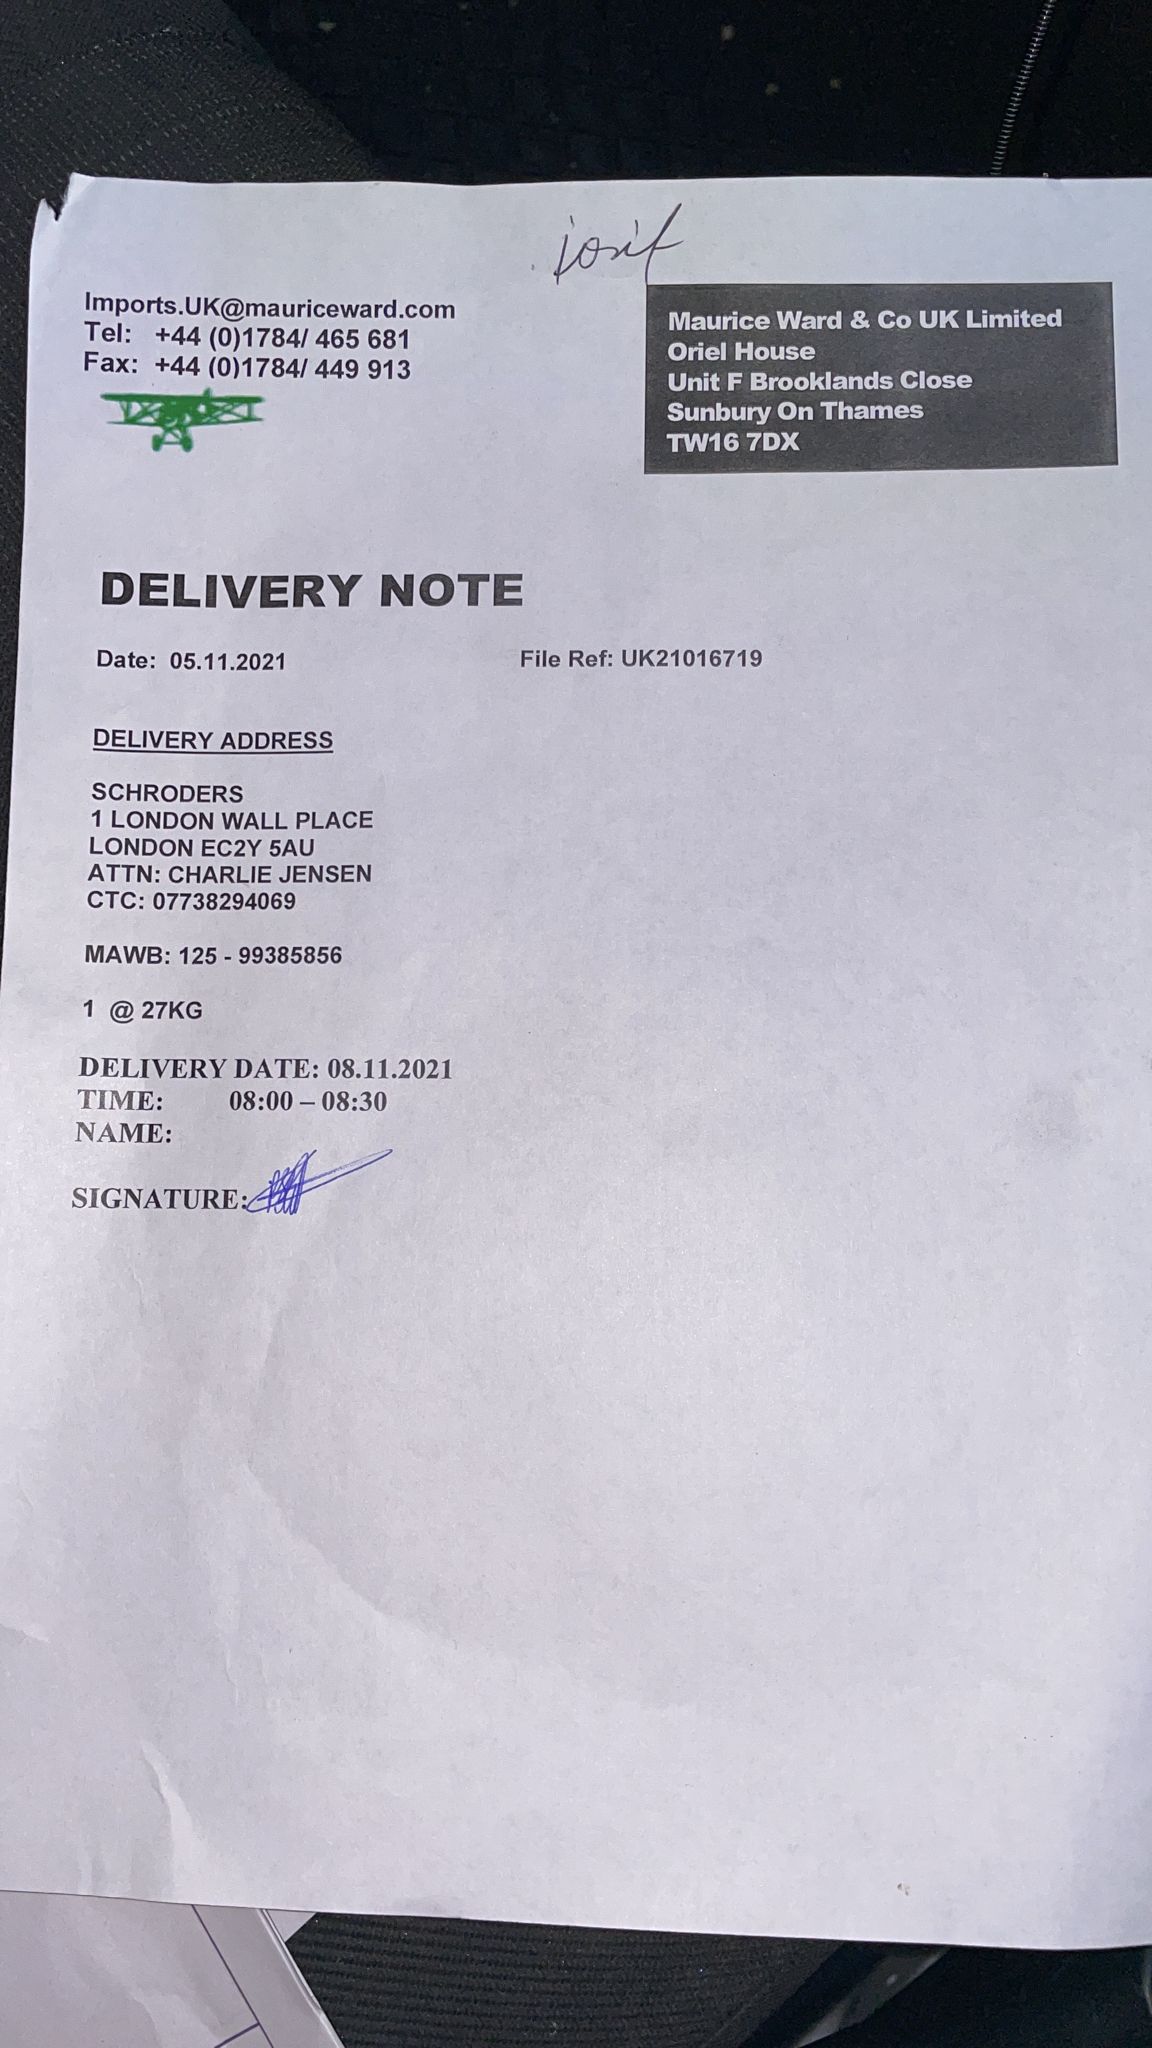 iosif
Imports.UK@mauriceward.com
Tel: +44 (0)1784/ 465 681
Fax: +44 (0)1784/ 449 913
Maurice Ward & Co UK Limited
Oriel House
Unit F Brooklands Close
Sunbury On Thames
TW16 7DX
DELIVERY NOTE
Date: 05.11.2021 File Ref: UK21016719
DELIVERY ADDRESS
SCHRODERS
1 LONDON WALL PLACE
LONDON EC2Y 5AU
ATTN: CHARLIE JENSEN
CTC: 07738294069
MAWB: 125 - 99385856
1 @ 27KG
DELIVERY DATE: 08.11.2021
TIME: 08:00 – 08:30
NAME:
SIGNATURE: